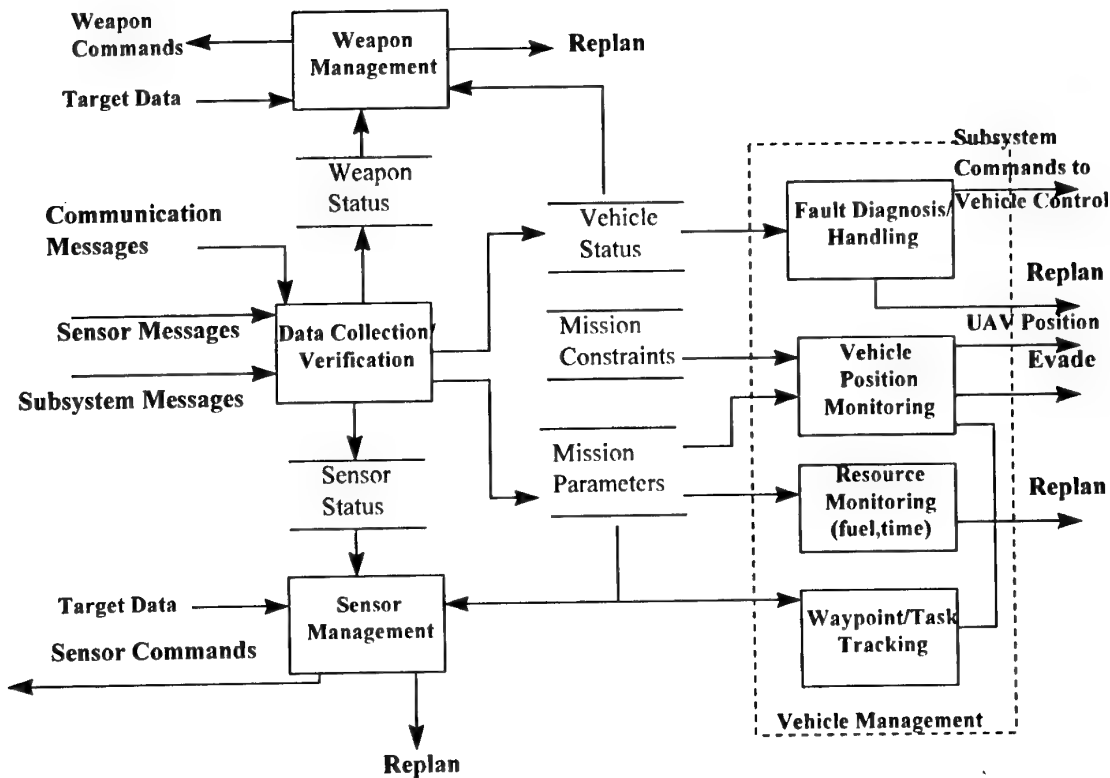 Weapon
Commands
Weapon
Management
Replan
Target Data
Weapon
Status
Subsystem
Commands to
Vehicle Control
Communication
Messages
Vehicle
Status
Fault Diagnosis/
Handling
Replan
Sensor Messages
Data Collection/
Verification
Mission
Constraints
UAV Position
Vehicle
Position
Monitoring
Evade
Subsystem Messages
Mission
Parameters
Sensor
Status
Resource
Monitoring
(fuel,time)
Replan
Target Data
Sensor
Management
Waypoint/Task
Tracking
Sensor Commands
Vehicle Management
Replan